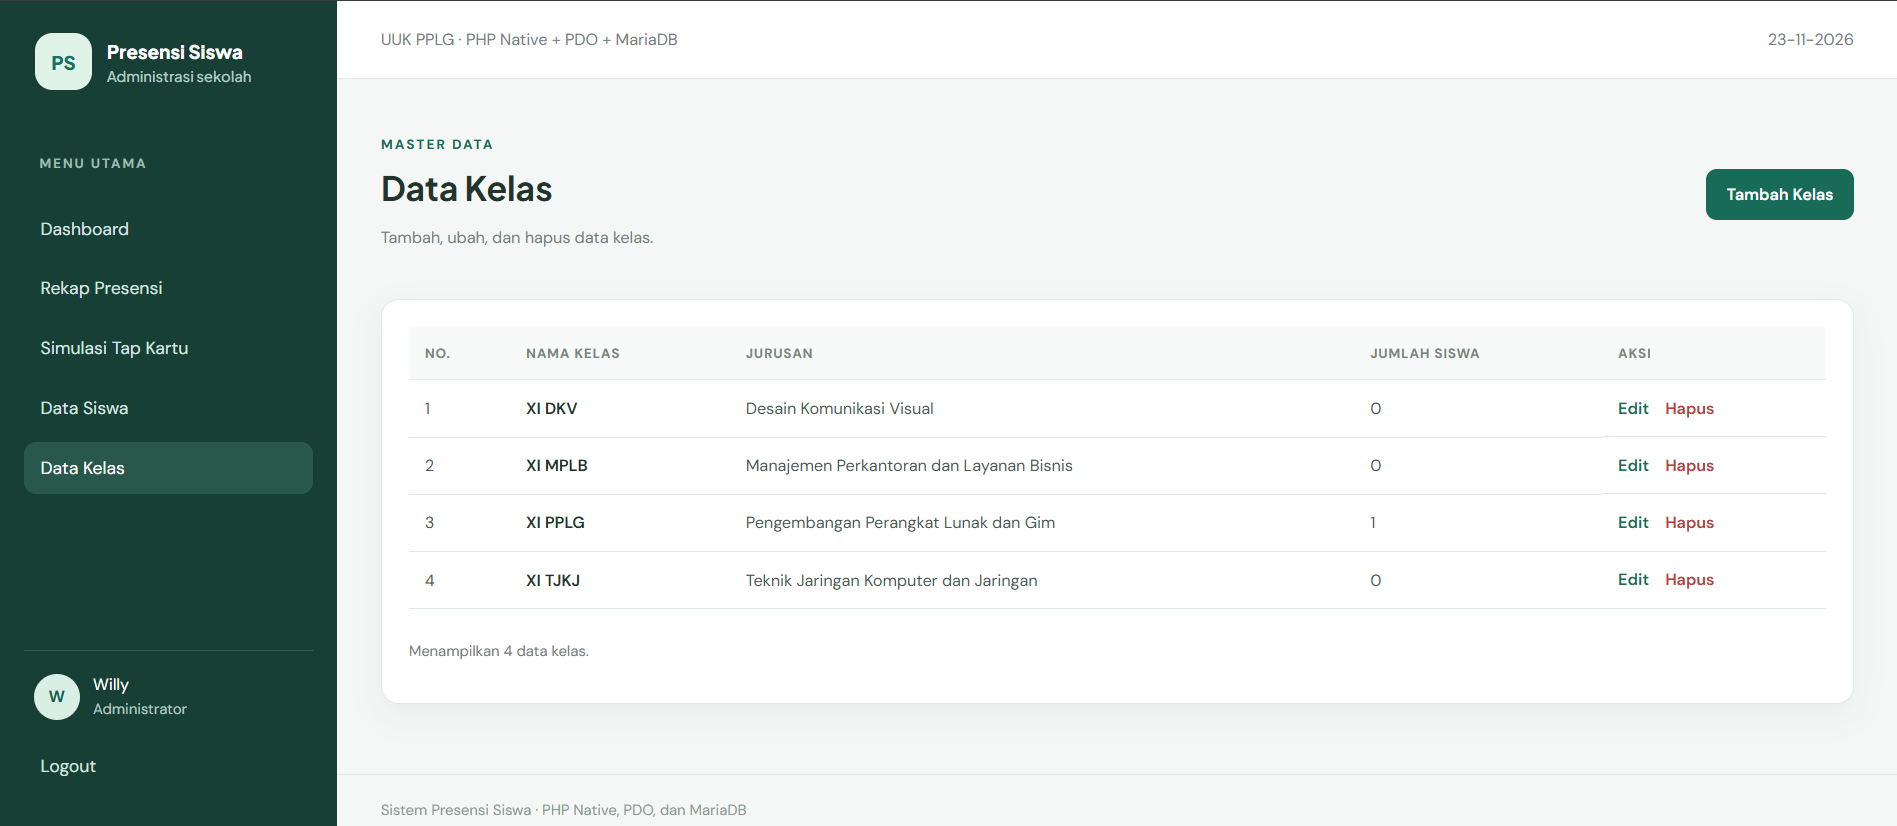 PS
Presensi Siswa
Administrasi sekolah
MENU UTAMA
Dashboard
Rekap Presensi
Simulasi Tap Kartu
Data Siswa
Data Kelas
W
Willy
Administrator
Logout
UUK PPLG · PHP Native + PDO + MariaDB
23-11-2026
MASTER DATA
Data Kelas
Tambah, ubah, dan hapus data kelas.
Tambah Kelas
NO. NAMA KELAS JURUSAN JUMLAH SISWA AKSI
1 XI DKV Desain Komunikasi Visual 0 Edit Hapus
2 XI MPLB Manajemen Perkantoran dan Layanan Bisnis 0 Edit Hapus
3 XI PPLG Pengembangan Perangkat Lunak dan Gim 1 Edit Hapus
4 XI TJKJ Teknik Jaringan Komputer dan Jaringan 0 Edit Hapus
Menampilkan 4 data kelas.
Sistem Presensi Siswa · PHP Native, PDO, dan MariaDB